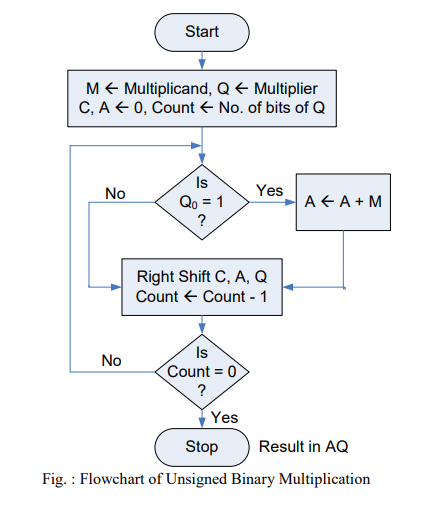 Start
M ← Multiplicand, Q ← Multiplier
C, A ← 0, Count ← No. of bits of Q
Is
Q₀ = 1
?
No
Yes
A ← A + M
Right Shift C, A, Q
Count ← Count - 1
Is
Count = 0
?
No
Yes
Stop
Result in AQ
Fig. : Flowchart of Unsigned Binary Multiplication